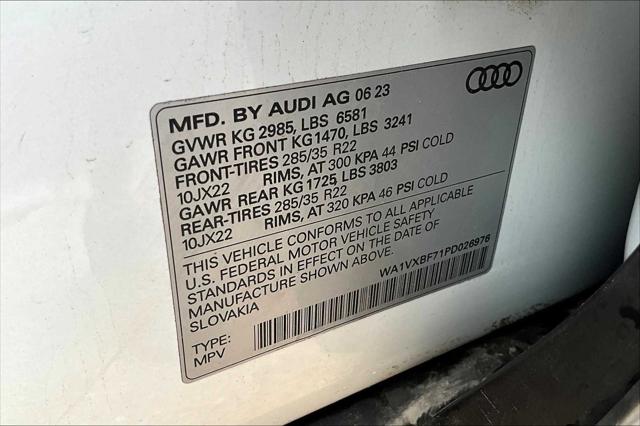 MFD. BY AUDI AG 06 23
GVWR KG 2985, LBS 6581
GAWR FRONT KG1470, LBS 3241
FRONT-TIRES 285/35 R22
10JX22 RIMS, AT 300 KPA 44 PSI COLD
GAWR REAR KG 1725, LBS 3803
REAR-TIRES 285/35 R22
10JX22 RIMS, AT 320 KPA 46 PSI COLD
THIS VEHICLE CONFORMS TO ALL APPLICABLE
U.S. FEDERAL MOTOR VEHICLE SAFETY
STANDARDS IN EFFECT ON THE DATE OF
MANUFACTURE SHOWN ABOVE. WA1VXBF71PD026976
SLOVAKIA
TYPE:
MPV